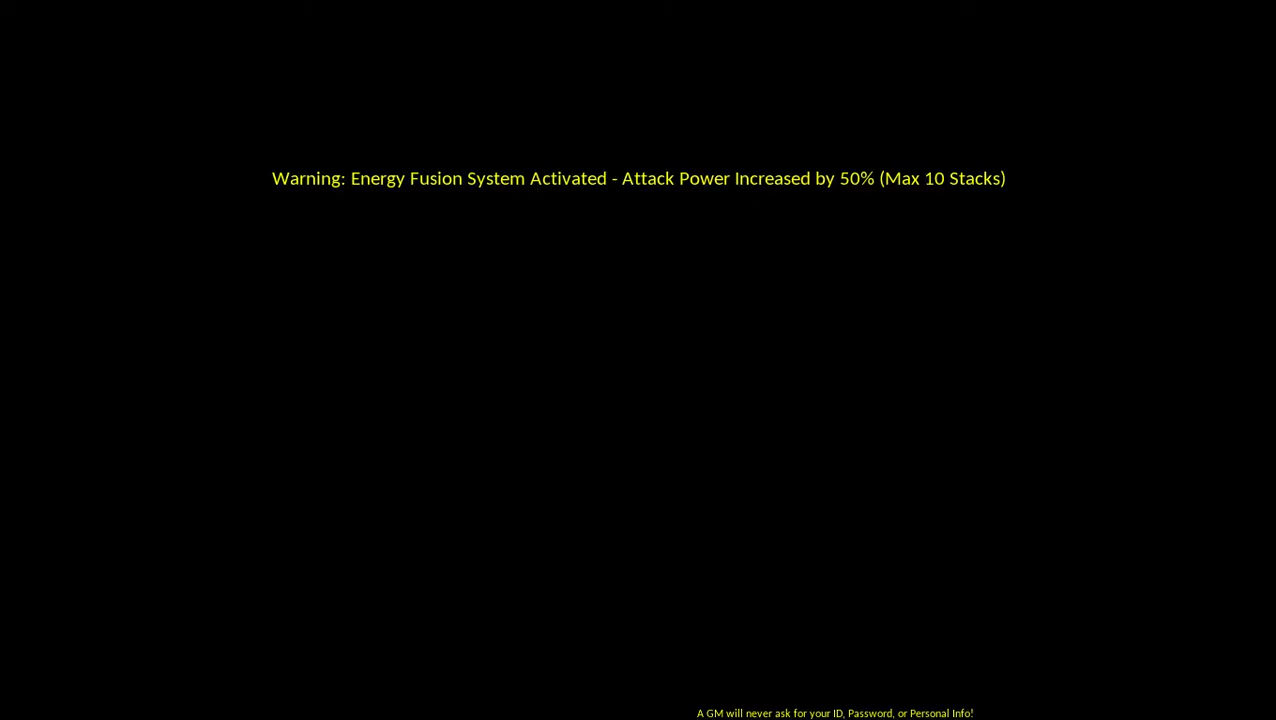 Warning: Energy Fusion System Activated - Attack Power Increased by 50% (Max 10 Stacks)
A GM will never ask for your ID, Password, or Personal Info!